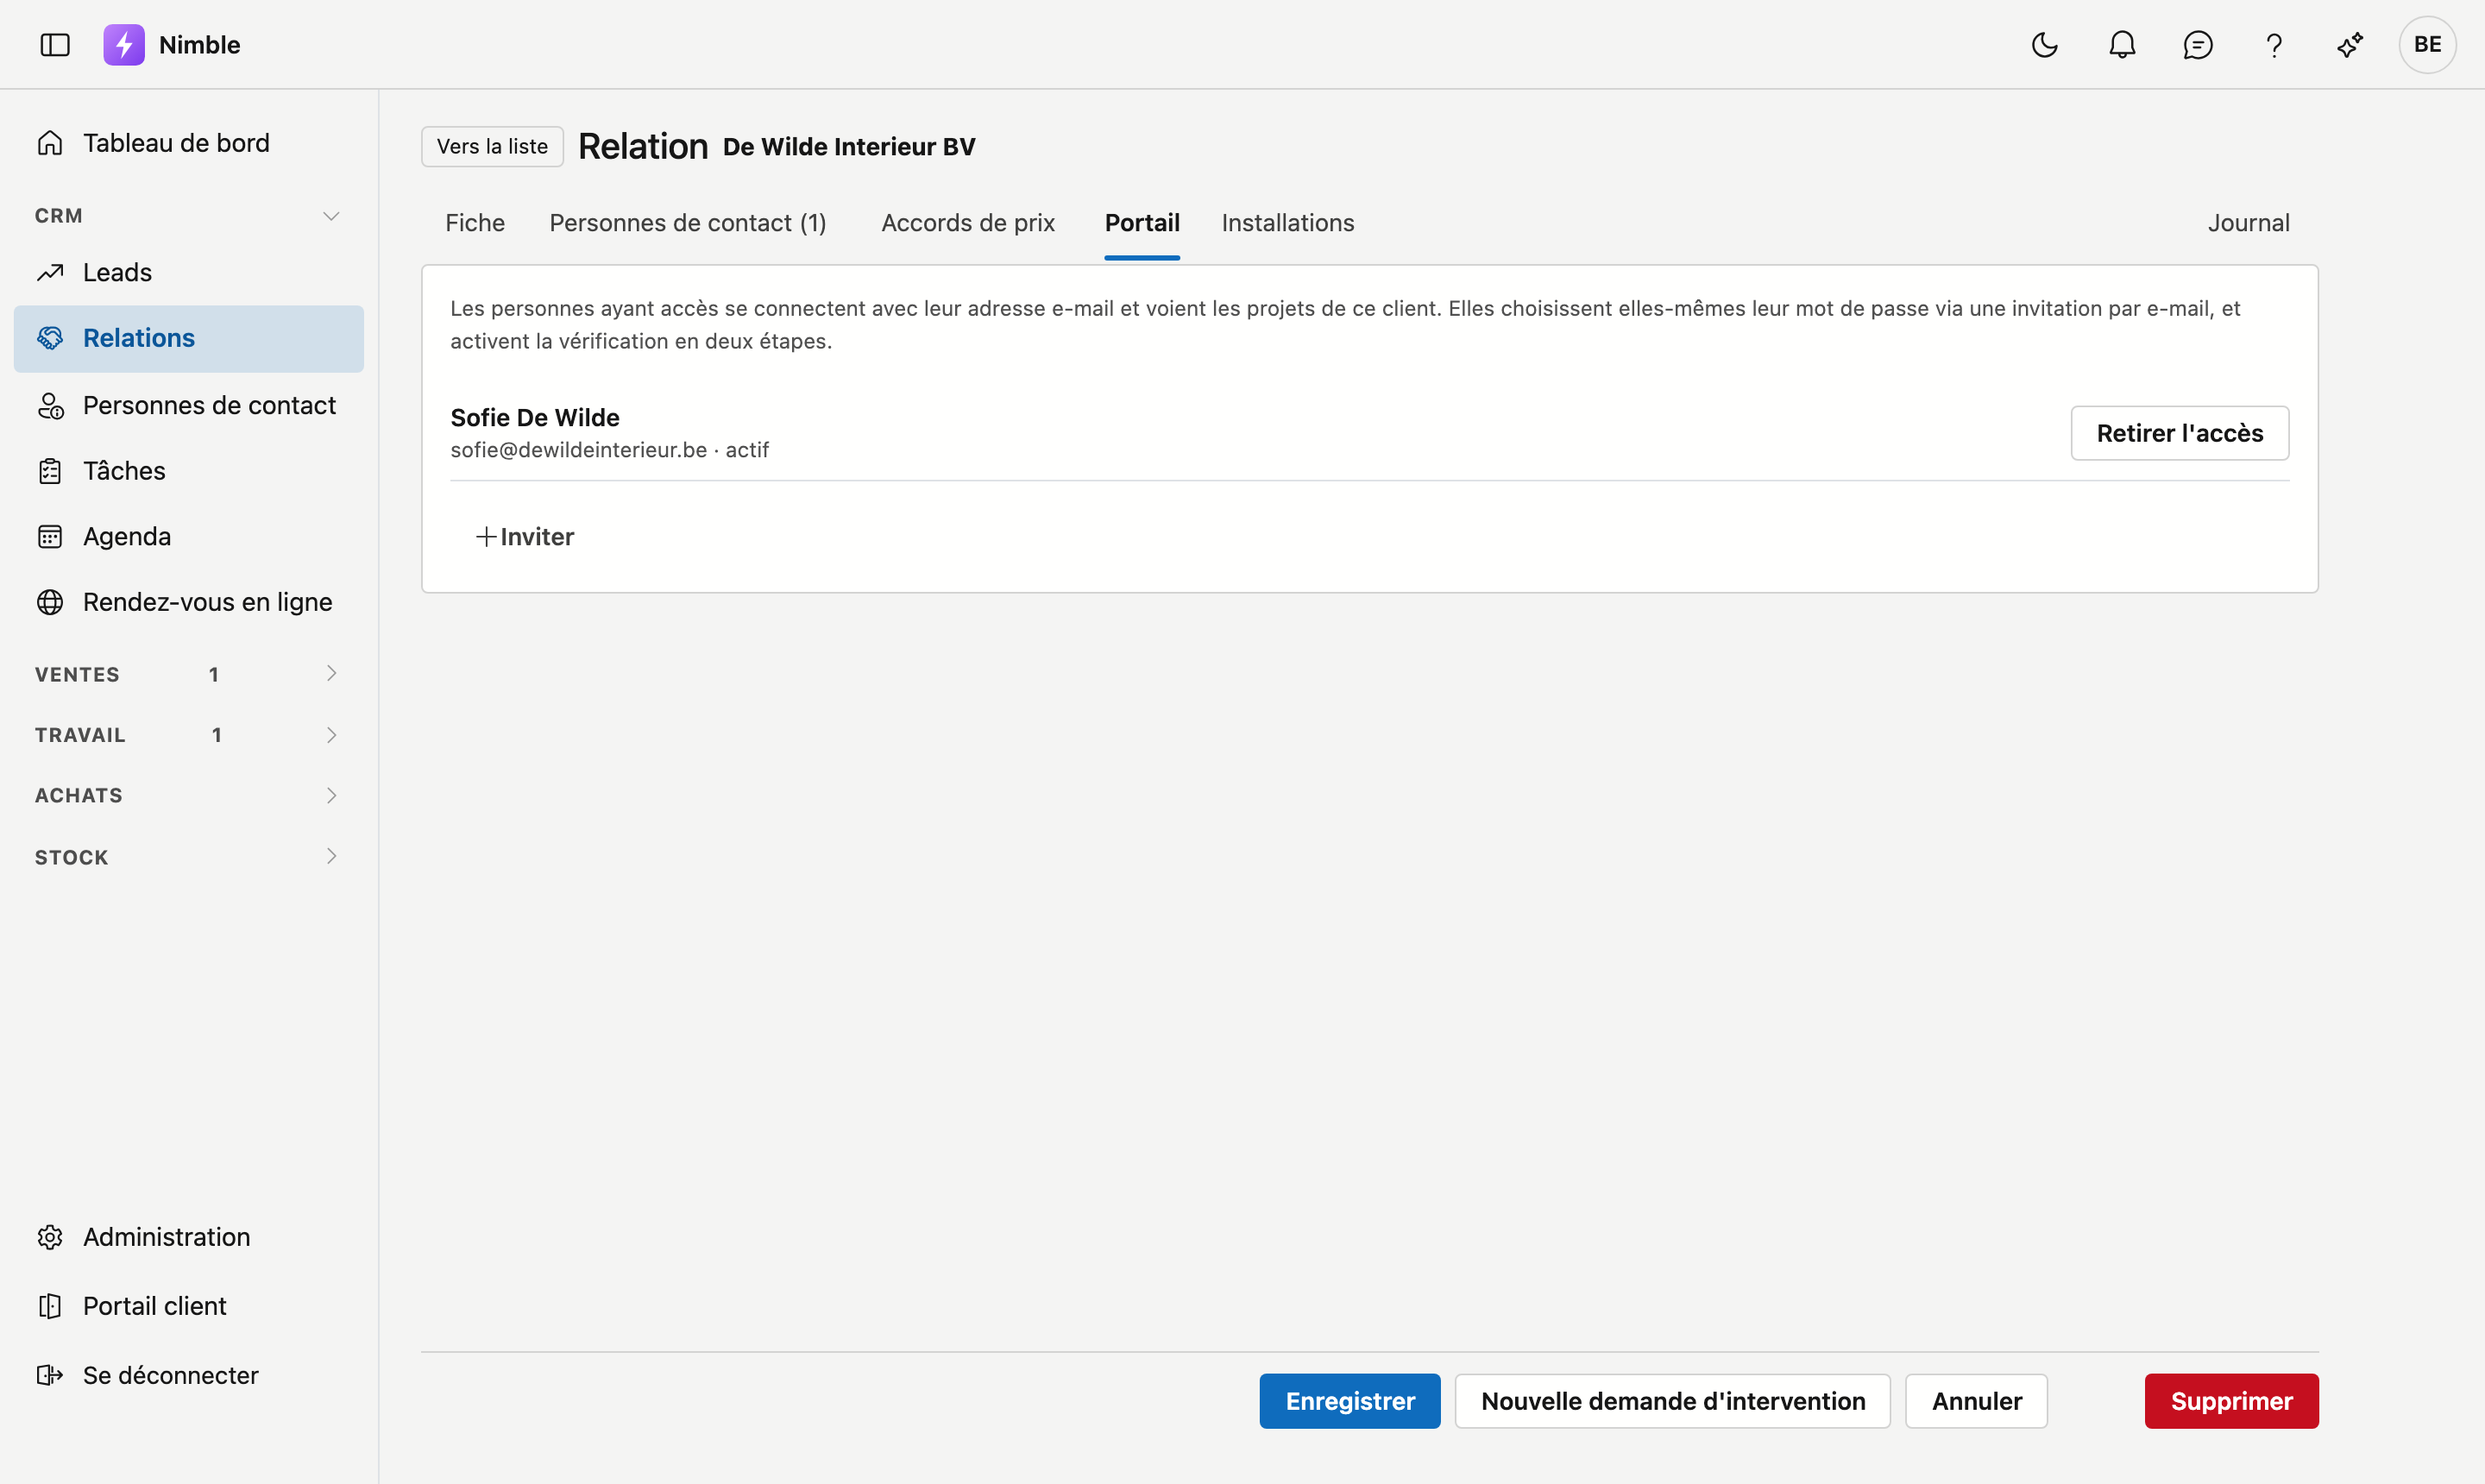 Nimble
BE
Tableau de bord
CRM
Leads
Relations
Personnes de contact
Tâches
Agenda
Rendez-vous en ligne
VENTES 1
TRAVAIL 1
ACHATS
STOCK
Administration
Portail client
Se déconnecter
Vers la liste Relation De Wilde Interieur BV
Fiche Personnes de contact (1) Accords de prix Portail Installations Journal
Les personnes ayant accès se connectent avec leur adresse e-mail et voient les projets de ce client. Elles choisissent elles-mêmes leur mot de passe via une invitation par e-mail, et
activent la vérification en deux étapes.
Sofie De Wilde
sofie@dewildeinterieur.be · actif
Retirer l'accès
Inviter
Enregistrer Nouvelle demande d'intervention Annuler Supprimer